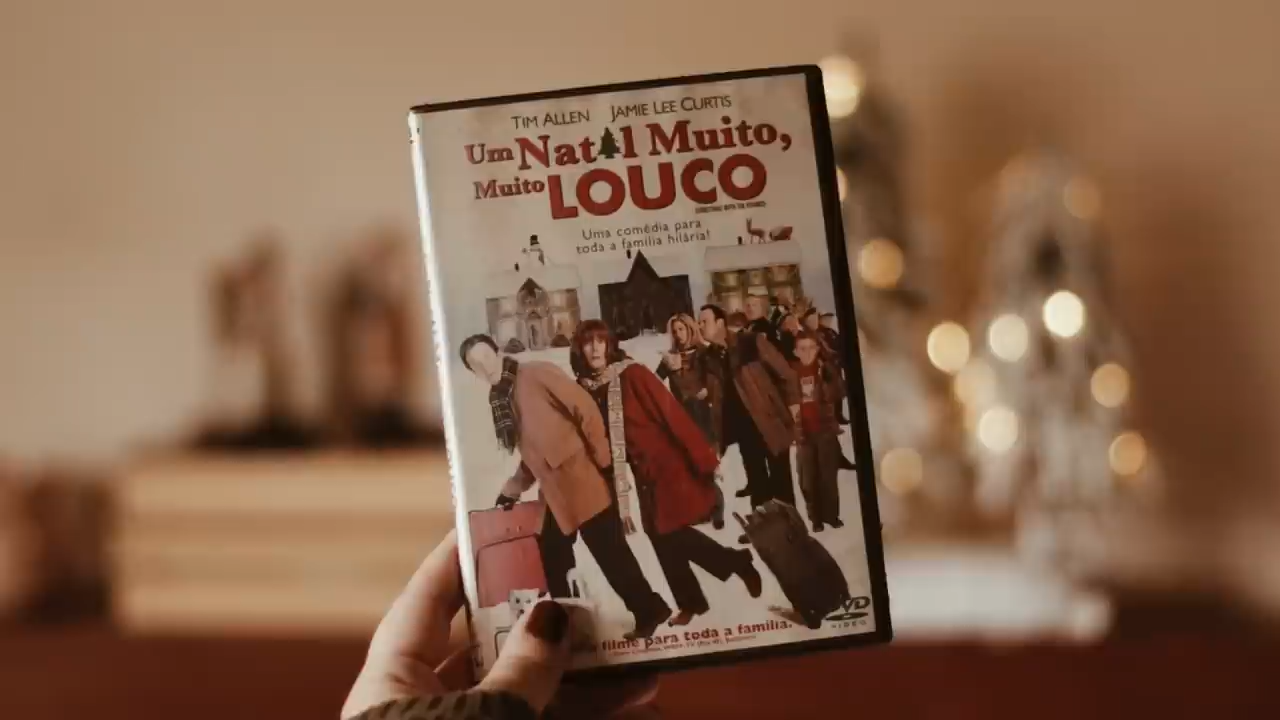 TIM ALLEN JAMIE LEE CURTIS
Um Natal Muito,
Muito LOUCO
Uma comédia para
toda a família hilária!
filme para toda a família.
DVD
VIDEO